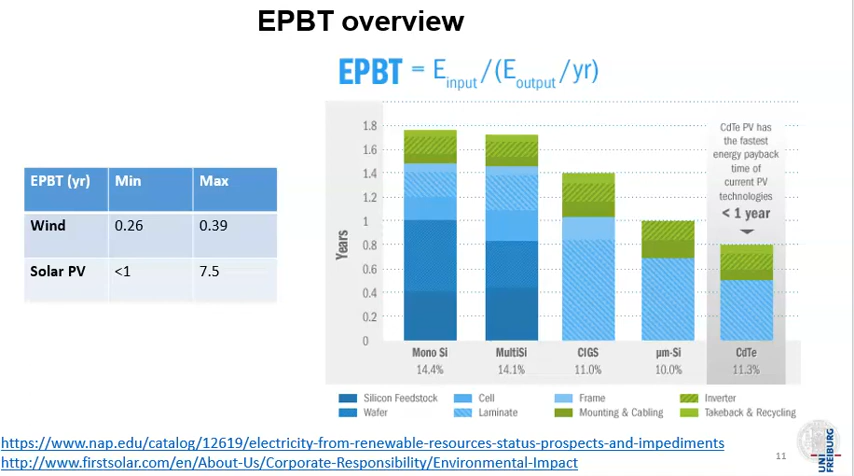 EPBT overview
EPBT = Einput/(Eoutput/yr)
EPBT (yr) Min Max
Wind 0.26 0.39
Solar PV <1 7.5
Years
1.8
1.6
1.4
1.2
1
0.8
0.6
0.4
0.2
0
CdTe PV has
the fastest
energy payback
time of
current PV
technologies
< 1 year
Mono Si MultiSi CIGS µm-Si CdTe
14.4% 14.1% 11.0% 10.0% 11.3%
Silicon Feedstock Cell Frame Inverter
Wafer Laminate Mounting & Cabling Takeback & Recycling
https://www.nap.edu/catalog/12619/electricity-from-renewable-resources-status-prospects-and-impediments
http://www.firstsolar.com/en/About-Us/Corporate-Responsibility/Environmental-Impact
11
UNI
FREIBURG